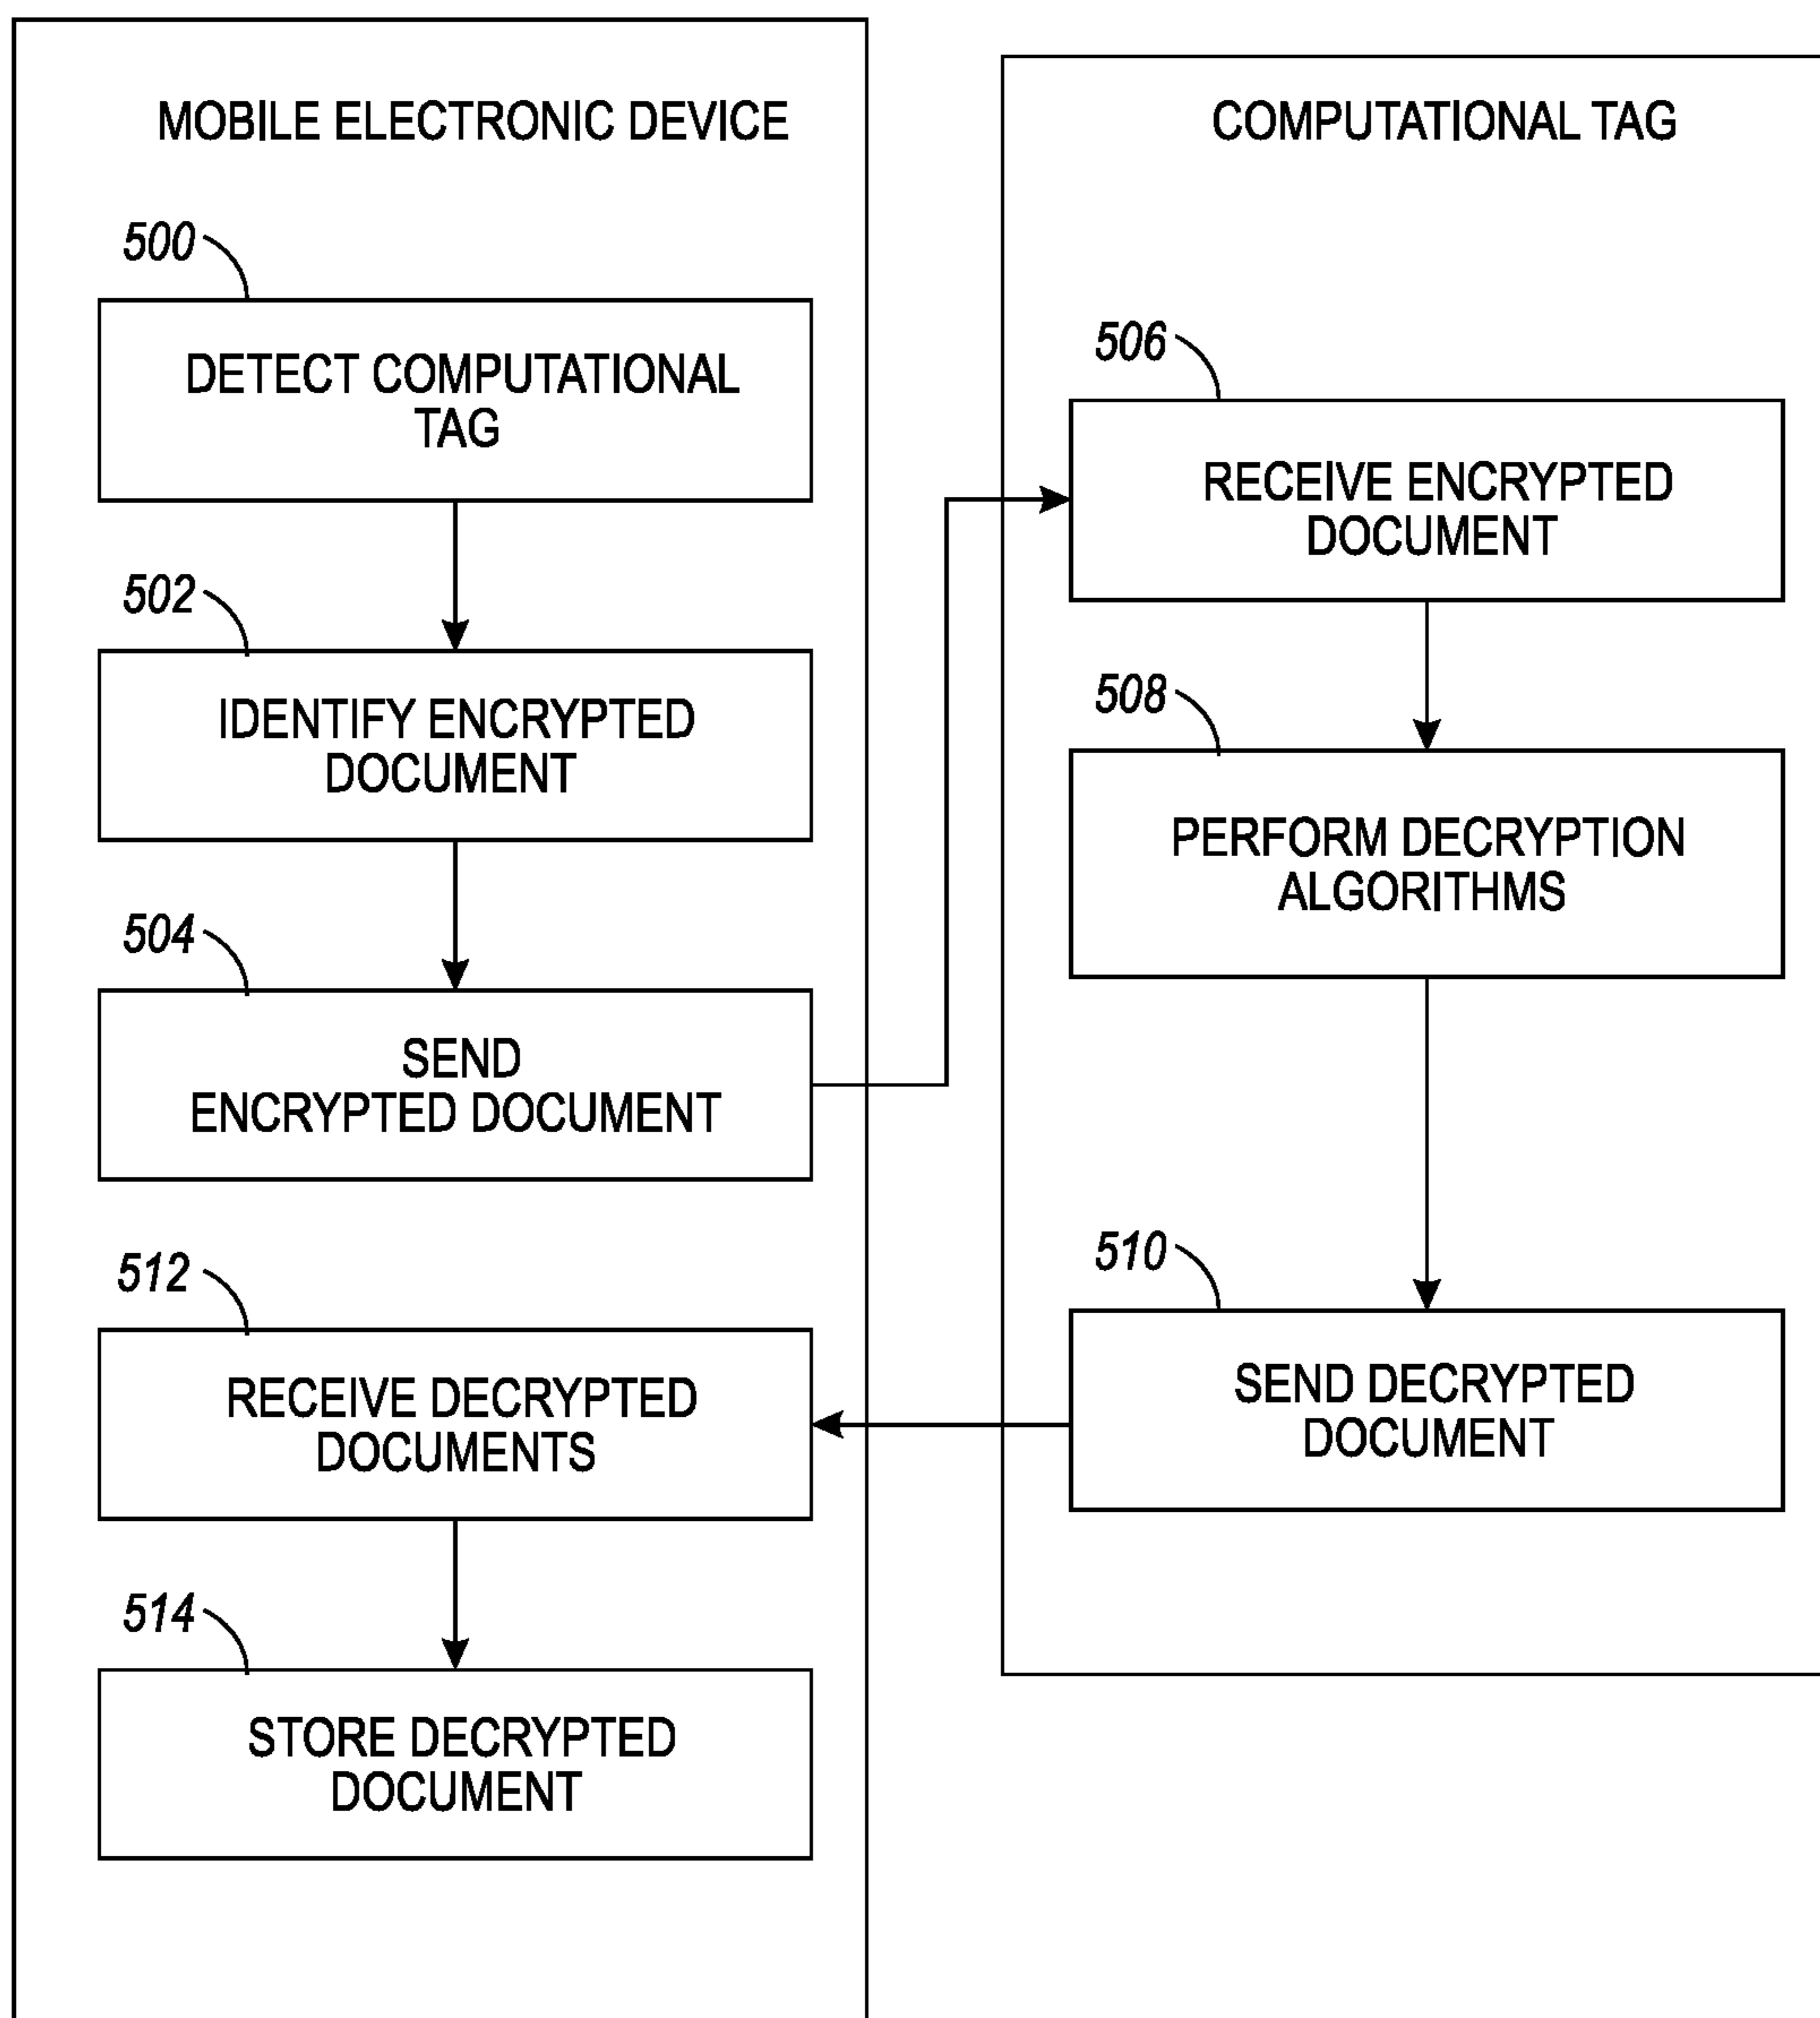 MOBILE ELECTRONIC DEVICE
500
DETECT COMPUTATIONAL
TAG
502
IDENTIFY ENCRYPTED
DOCUMENT
504
SEND
ENCRYPTED DOCUMENT
512
RECEIVE DECRYPTED
DOCUMENTS
514
STORE DECRYPTED
DOCUMENT
COMPUTATIONAL TAG
506
RECEIVE ENCRYPTED
DOCUMENT
508
PERFORM DECRYPTION
ALGORITHMS
510
SEND DECRYPTED
DOCUMENT